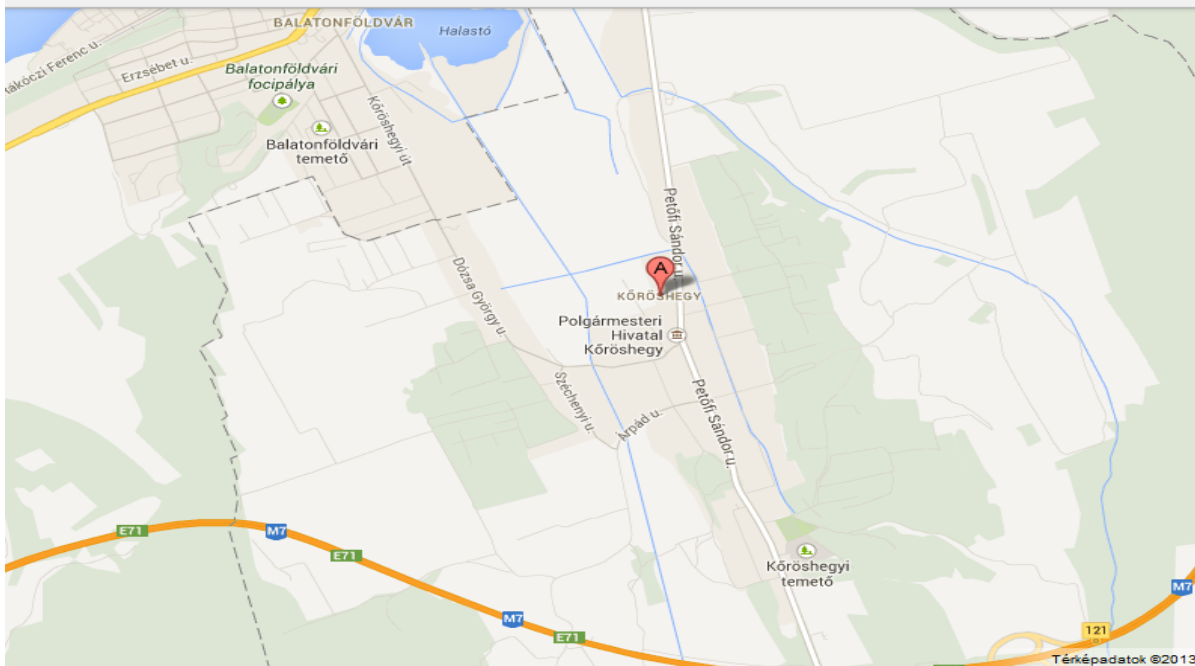 BALATONFÖLDVÁR
Halastó
Rákóczi Ferenc u.
Erzsébet u.
Balatonföldvári
focipálya
Kőröshegyi út
Balatonföldvári
temető
Petőfi Sándor u.
Dózsa György u.
A
KŐRÖSHEGY
Polgármesteri
Hivatal
Kőröshegy
Széchenyi u.
Árpád u.
Petőfi Sándor u.
E71
M7
E71
Kőröshegyi
temető
M7
M7
E71
121
Térképadatok ©2013